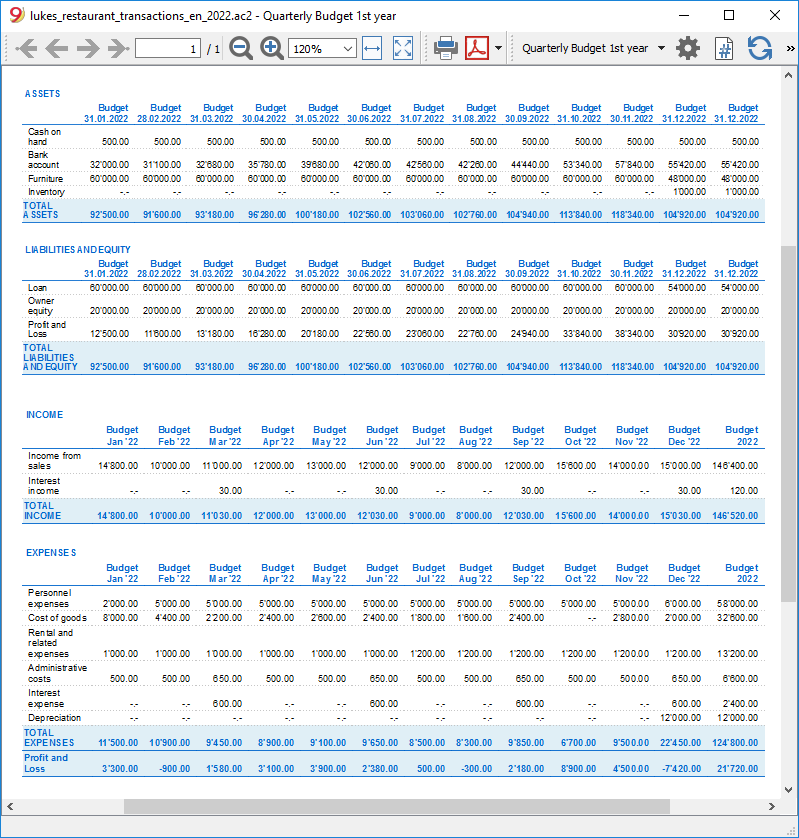 lukes_restaurant_transactions_en_2022.ac2 - Quarterly Budget 1st year
1 / 1 120% Quarterly Budget 1st year »
ASSETS
Budget Budget Budget Budget Budget Budget Budget Budget Budget Budget Budget Budget Budget
31.01.2022 28.02.2022 31.03.2022 30.04.2022 31.05.2022 30.06.2022 31.07.2022 31.08.2022 30.09.2022 31.10.2022 30.11.2022 31.12.2022 31.12.2022
Cash on
hand 500.00 500.00 500.00 500.00 500.00 500.00 500.00 500.00 500.00 500.00 500.00 500.00 500.00
Bank
account 32'000.00 31'100.00 32'680.00 35'780.00 39'680.00 42'060.00 42'560.00 42'260.00 44'440.00 53'340.00 57'840.00 55'420.00 55'420.00
Furniture 60'000.00 60'000.00 60'000.00 60'000.00 60'000.00 60'000.00 60'000.00 60'000.00 60'000.00 60'000.00 60'000.00 48'000.00 48'000.00
Inventory -.- -.- -.- -.- -.- -.- -.- -.- -.- -.- -.- 1'000.00 1'000.00
TOTAL
ASSETS 92'500.00 91'600.00 93'180.00 96'280.00 100'180.00 102'560.00 103'060.00 102'760.00 104'940.00 113'840.00 118'340.00 104'920.00 104'920.00
LIABILITIES AND EQUITY
Budget Budget Budget Budget Budget Budget Budget Budget Budget Budget Budget Budget Budget
31.01.2022 28.02.2022 31.03.2022 30.04.2022 31.05.2022 30.06.2022 31.07.2022 31.08.2022 30.09.2022 31.10.2022 30.11.2022 31.12.2022 31.12.2022
Loan 60'000.00 60'000.00 60'000.00 60'000.00 60'000.00 60'000.00 60'000.00 60'000.00 60'000.00 60'000.00 60'000.00 54'000.00 54'000.00
Owner
equity 20'000.00 20'000.00 20'000.00 20'000.00 20'000.00 20'000.00 20'000.00 20'000.00 20'000.00 20'000.00 20'000.00 20'000.00 20'000.00
Profit and
Loss 12'500.00 11'600.00 13'180.00 16'280.00 20'180.00 22'560.00 23'060.00 22'760.00 24'940.00 33'840.00 38'340.00 30'920.00 30'920.00
TOTAL
LIABILITIES
AND EQUITY 92'500.00 91'600.00 93'180.00 96'280.00 100'180.00 102'560.00 103'060.00 102'760.00 104'940.00 113'840.00 118'340.00 104'920.00 104'920.00
INCOME
Budget Budget Budget Budget Budget Budget Budget Budget Budget Budget Budget Budget Budget
Jan '22 Feb '22 Mar '22 Apr '22 May '22 Jun '22 Jul '22 Aug '22 Sep '22 Oct '22 Nov '22 Dec '22 2022
Income from
sales 14'800.00 10'000.00 11'000.00 12'000.00 13'000.00 12'000.00 9'000.00 8'000.00 12'000.00 15'600.00 14'000.00 15'000.00 146'400.00
Interest
income -.- -.- 30.00 -.- -.- 30.00 -.- -.- 30.00 -.- -.- 30.00 120.00
TOTAL
INCOME 14'800.00 10'000.00 11'030.00 12'000.00 13'000.00 12'030.00 9'000.00 8'000.00 12'030.00 15'600.00 14'000.00 15'030.00 146'520.00
EXPENSES
Budget Budget Budget Budget Budget Budget Budget Budget Budget Budget Budget Budget Budget
Jan '22 Feb '22 Mar '22 Apr '22 May '22 Jun '22 Jul '22 Aug '22 Sep '22 Oct '22 Nov '22 Dec '22 2022
Personnel
expenses 2'000.00 5'000.00 5'000.00 5'000.00 5'000.00 5'000.00 5'000.00 5'000.00 5'000.00 5'000.00 5'000.00 6'000.00 58'000.00
Cost of goods 8'000.00 4'400.00 2'200.00 2'400.00 2'600.00 2'400.00 1'800.00 1'600.00 2'400.00 -.- 2'800.00 2'000.00 32'600.00
Rental and
related
expenses 1'000.00 1'000.00 1'000.00 1'000.00 1'000.00 1'000.00 1'200.00 1'200.00 1'200.00 1'200.00 1'200.00 1'200.00 13'200.00
Administrative
costs 500.00 500.00 650.00 500.00 500.00 650.00 500.00 500.00 650.00 500.00 500.00 650.00 6'600.00
Interest
expense -.- -.- 600.00 -.- -.- 600.00 -.- -.- 600.00 -.- -.- 600.00 2'400.00
Depreciation -.- -.- -.- -.- -.- -.- -.- -.- -.- -.- -.- 12'000.00 12'000.00
TOTAL
EXPENSES 11'500.00 10'900.00 9'450.00 8'900.00 9'100.00 9'650.00 8'500.00 8'300.00 9'850.00 6'700.00 9'500.00 22'450.00 124'800.00
Profit and
Loss 3'300.00 -900.00 1'580.00 3'100.00 3'900.00 2'380.00 500.00 -300.00 2'180.00 8'900.00 4'500.00 -7'420.00 21'720.00